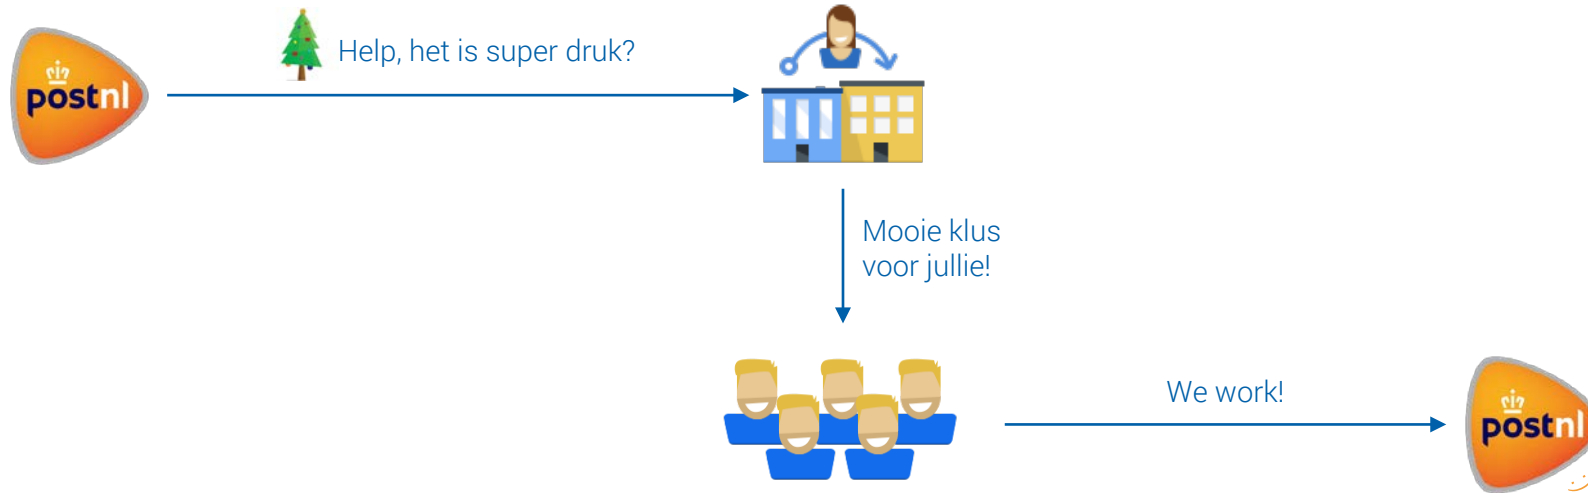 postnl
Help, het is super druk?
Mooie klus
voor jullie!
We work!
postnl